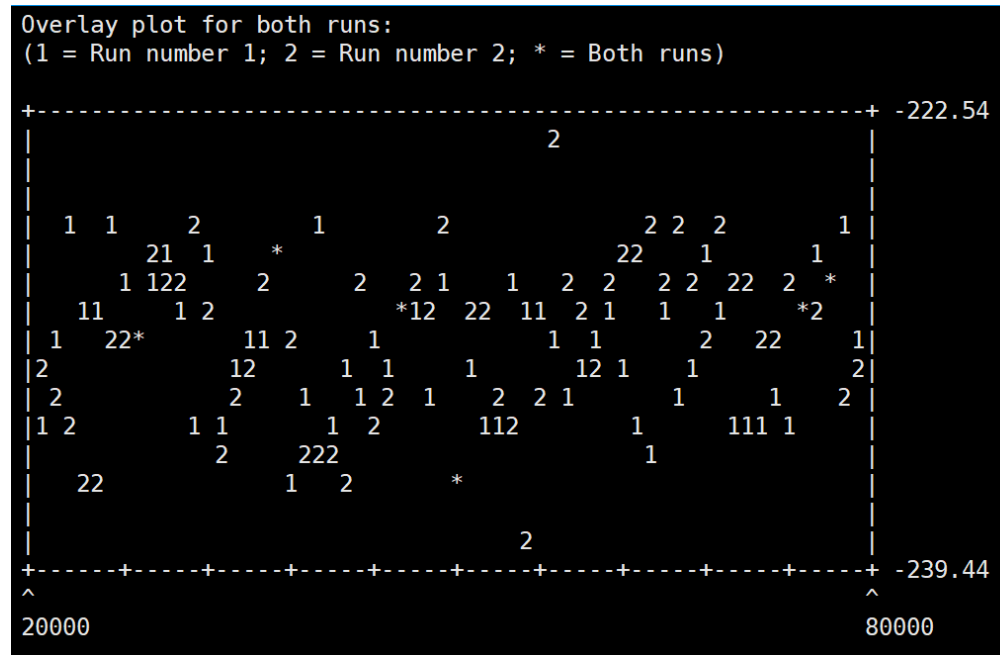 Overlay plot for both runs:
(1 = Run number 1; 2 = Run number 2; * = Both runs)
+------------------------------------------------------------+ -222.54
|                                     2                      |
|                                                            |
|                                                            |
|  1  1     2        1        2              2 2  2        1 |
|        21  1    *                        22    1       1   |
|      1 122     2      2   2 1    1   2  2   2 2  22  2  *  |
|   11     1 2             *12  22  11  2 1   1   1     *2   |
| 1   22*       11 2     1            1  1       2   22     1|
|2             12      1  1     1       12 1    1           2|
| 2            2    1   1 2  1    2  2 1       1      1    2 |
|1 2        1 1       1  2       112        1      111 1     |
|             2     222                      1               |
|   22             1   2       *                             |
|                                                            |
|                                   2                        |
+------+-----+-----+-----+-----+-----+-----+-----+-----+-----+ -239.44
^                                                            ^
20000                                                        80000